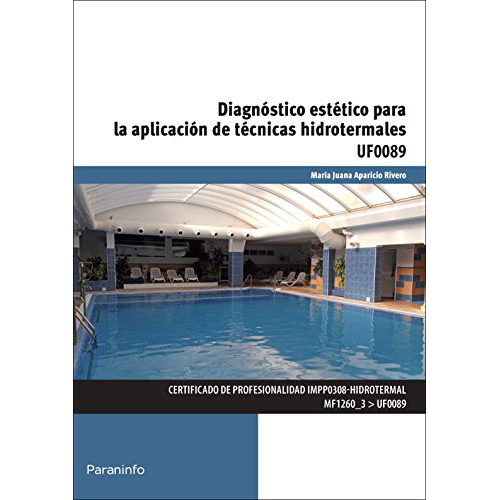 Diagnóstico estético para
la aplicación de técnicas hidrotermales
UF0089
María Juana Aparicio Rivero
CERTIFICADO DE PROFESIONALIDAD IMPP0308-HIDROTERMAL
MF1260_3 > UF0089
Paraninfo